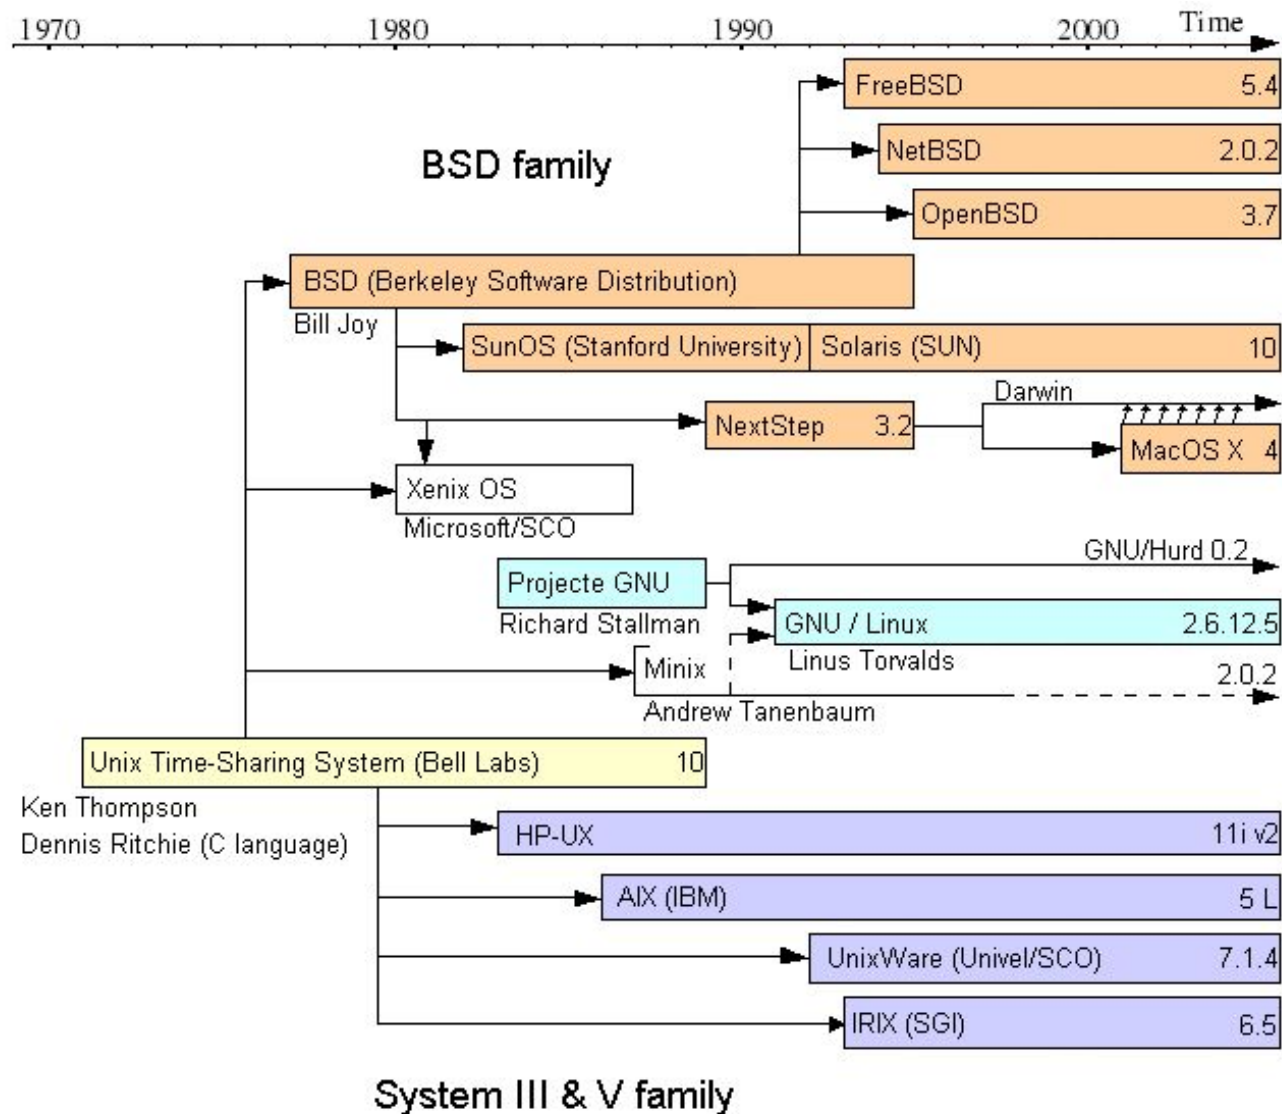 1970 1980 1990 2000 Time
FreeBSD 5.4
BSD family
NetBSD 2.0.2
OpenBSD 3.7
BSD (Berkeley Software Distribution)
Bill Joy
SunOS (Stanford University) Solaris (SUN) 10
Darwin
NextStep 3.2
MacOS X 4
Xenix OS
Microsoft/SCO
GNU/Hurd 0.2
Projecte GNU
Richard Stallman
GNU / Linux 2.6.12.5
Linus Torvalds
Minix 2.0.2
Andrew Tanenbaum
Unix Time-Sharing System (Bell Labs) 10
Ken Thompson
Dennis Ritchie (C language)
HP-UX 11i v2
AIX (IBM) 5 L
UnixWare (Univel/SCO) 7.1.4
IRIX (SGI) 6.5
System III & V family